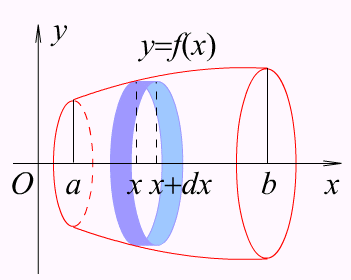 y
y=f(x)
O a x x+dx b x